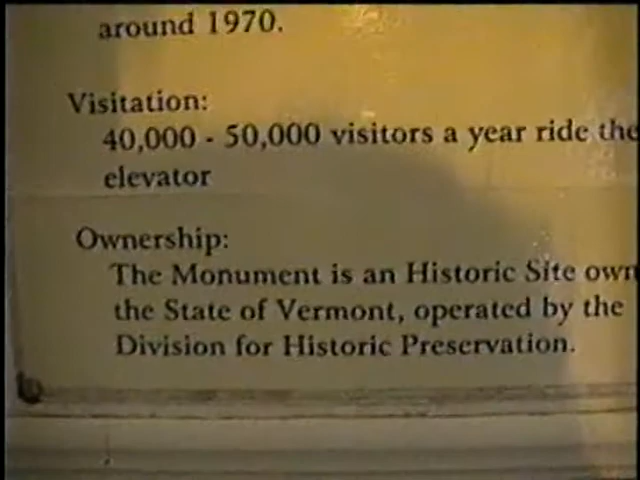 around 1970.
Visitation:
40,000 - 50,000 visitors a year ride the
elevator
Ownership:
The Monument is an Historic Site own
the State of Vermont, operated by the
Division for Historic Preservation.